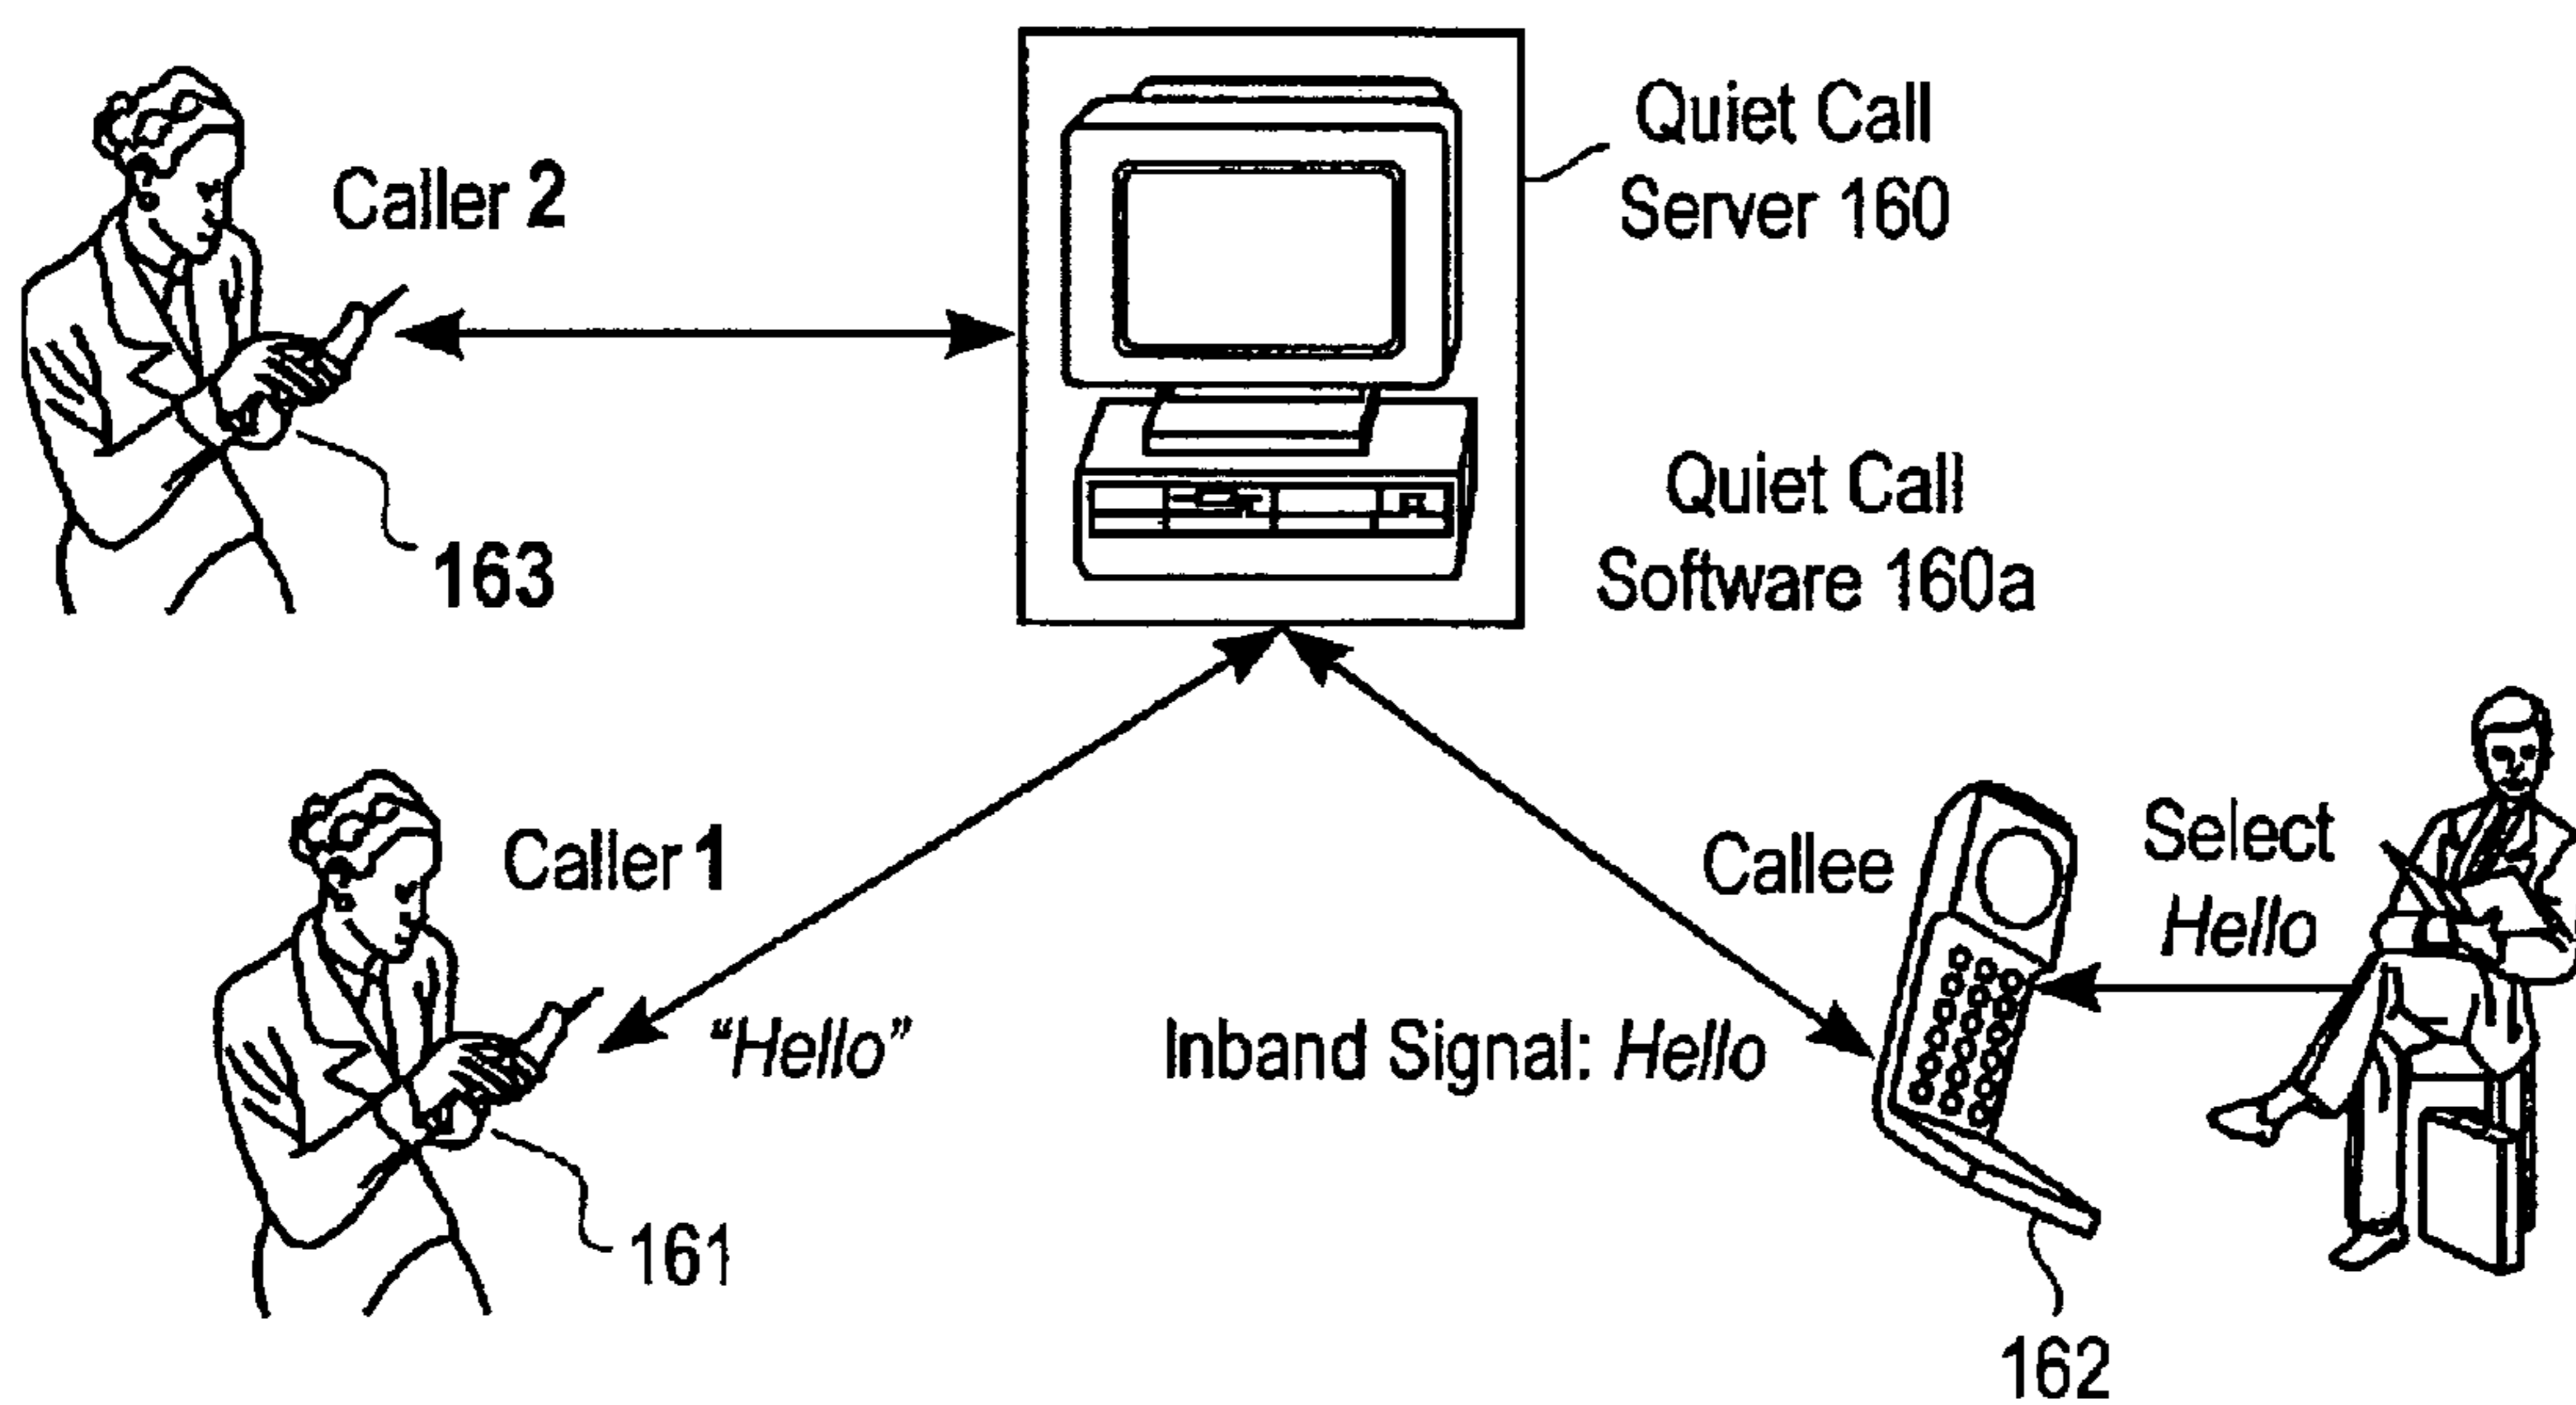 Quiet Call
Server 160
Caller 2
Quiet Call
Software 160a
163
Caller 1
Callee
Select
Hello
"Hello"
Inband Signal: Hello
161
162